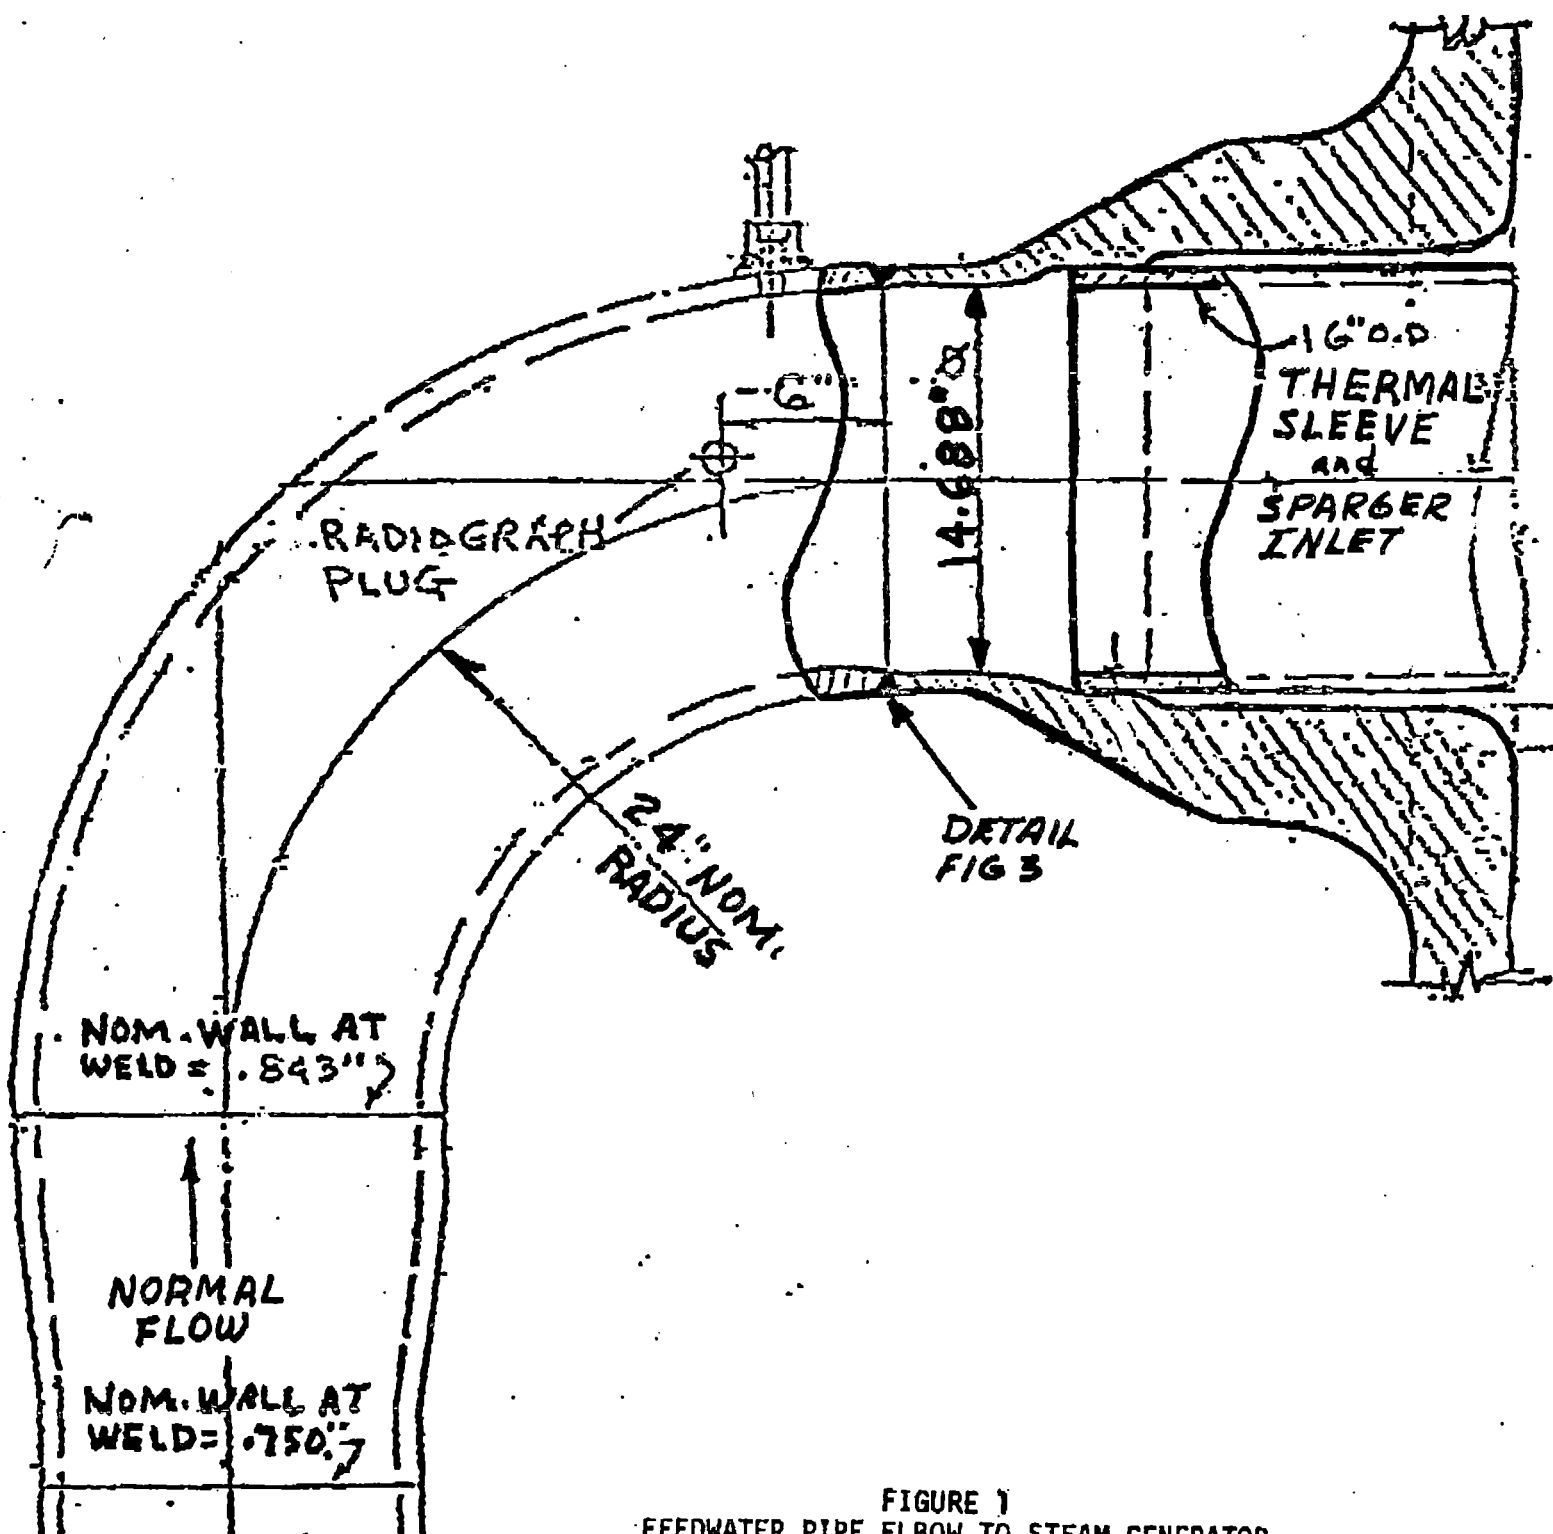 6"
14.688" Ø
16" O.D
THERMAL
SLEEVE
and
SPARGER
INLET
RADIOGRAPH
PLUG
24" NOM.
RADIUS
DETAIL
FIG 3
NOM. WALL AT
WELD = .843"
NORMAL
FLOW
NOM. WALL AT
WELD = .750"
FIGURE 1
FEEDWATER PIPE ELBOW TO STEAM GENERATOR